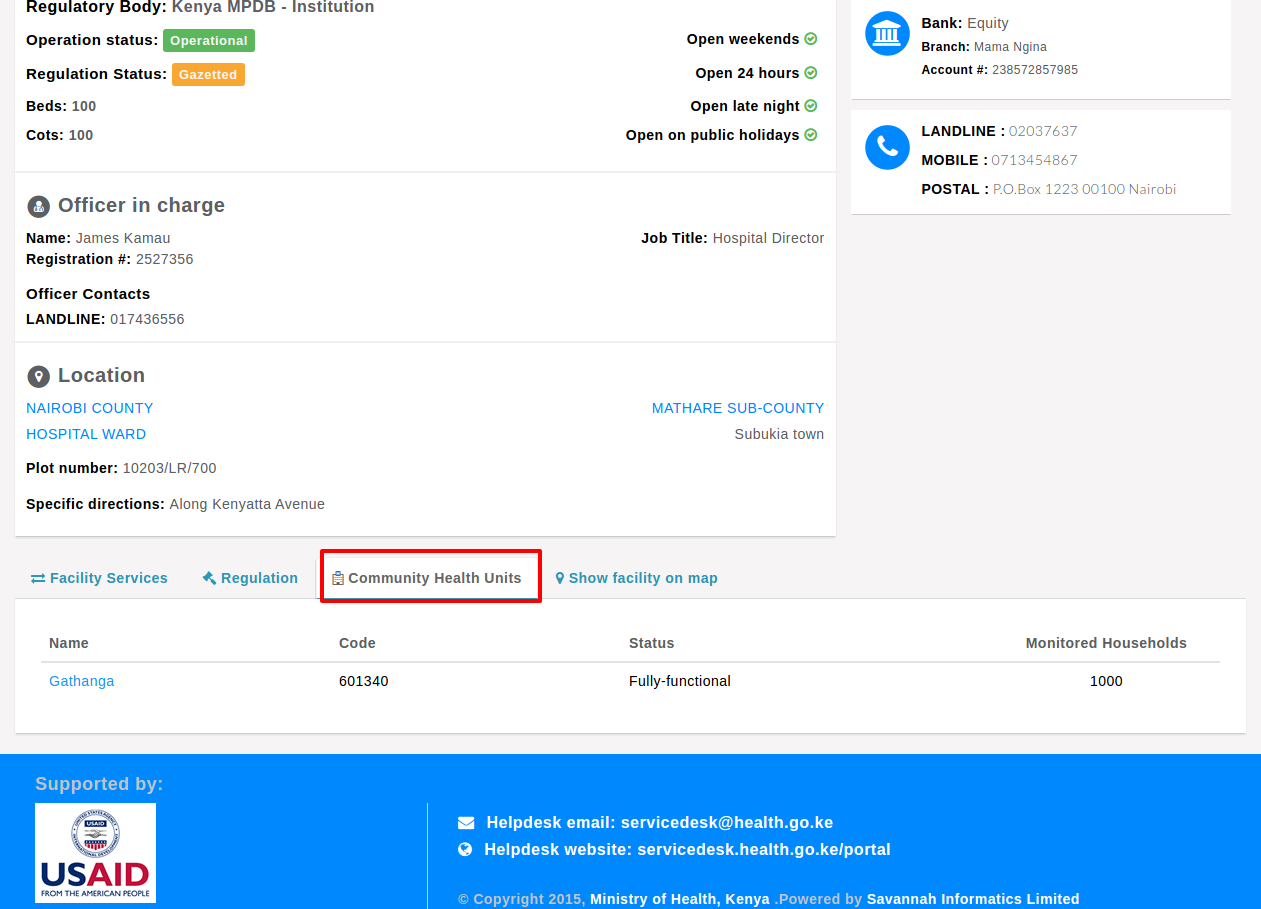 Regulatory Body: Kenya MPDB - Institution
Operation status: Operational
Open weekends
Regulation Status: Gazetted
Open 24 hours
Beds: 100
Open late night
Cots: 100
Open on public holidays
Bank: Equity
Branch: Mama Ngina
Account #: 238572857985
LANDLINE : 02037637
MOBILE : 0713454867
POSTAL : P.O.Box 1223 00100 Nairobi
Officer in charge
Name: James Kamau
Job Title: Hospital Director
Registration #: 2527356
Officer Contacts
LANDLINE: 017436556
Location
NAIROBI COUNTY
MATHARE SUB-COUNTY
HOSPITAL WARD
Subukia town
Plot number: 10203/LR/700
Specific directions: Along Kenyatta Avenue
Facility Services Regulation Community Health Units Show facility on map
Name Code Status Monitored Households
Gathanga 601340 Fully-functional 1000
Supported by:
USAID
USAID
FROM THE AMERICAN PEOPLE
Helpdesk email: servicedesk@health.go.ke
Helpdesk website: servicedesk.health.go.ke/portal
© Copyright 2015, Ministry of Health, Kenya .Powered by Savannah Informatics Limited